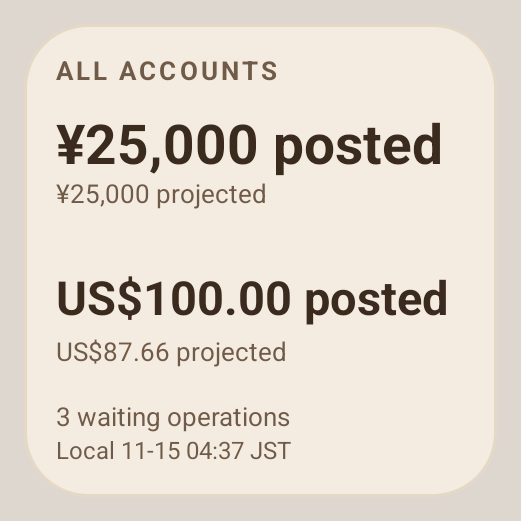 ALL ACCOUNTS
¥25,000 posted
¥25,000 projected
US$100.00 posted
US$87.66 projected
3 waiting operations
Local 11-15 04:37 JST